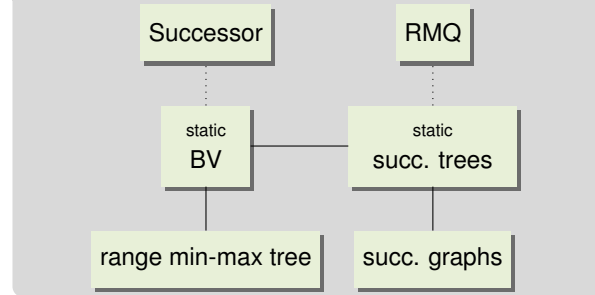 Successor
RMQ
static
BV
static
succ. trees
range min-max tree
succ. graphs